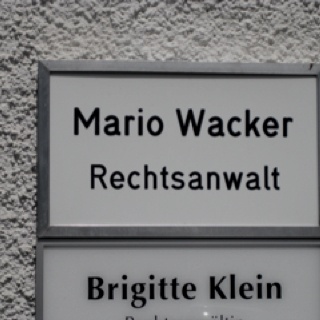 Mario Wacker
Rechtsanwalt
Brigitte Klein